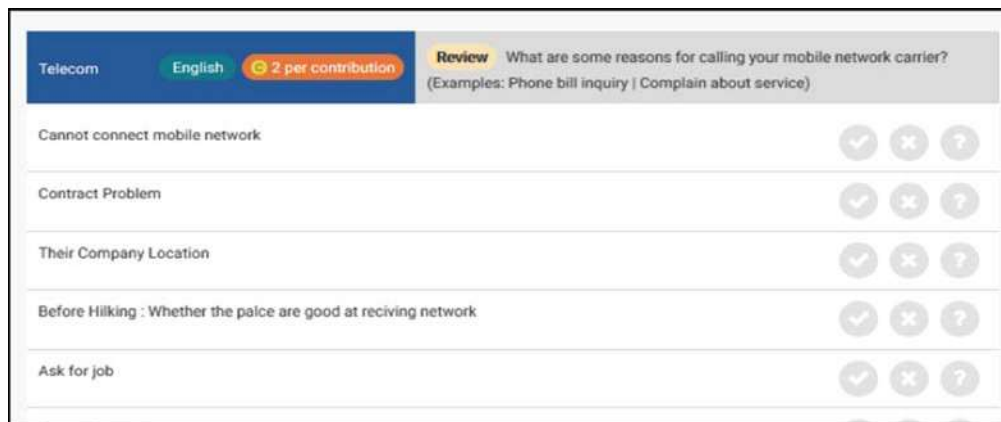 Telecom
English
2 per contribution
Review What are some reasons for calling your mobile network carrier?
(Examples: Phone bill inquiry | Complain about service)
Cannot connect mobile network
Contract Problem
Their Company Location
Before Hilking : Whether the palce are good at reciving network
Ask for job